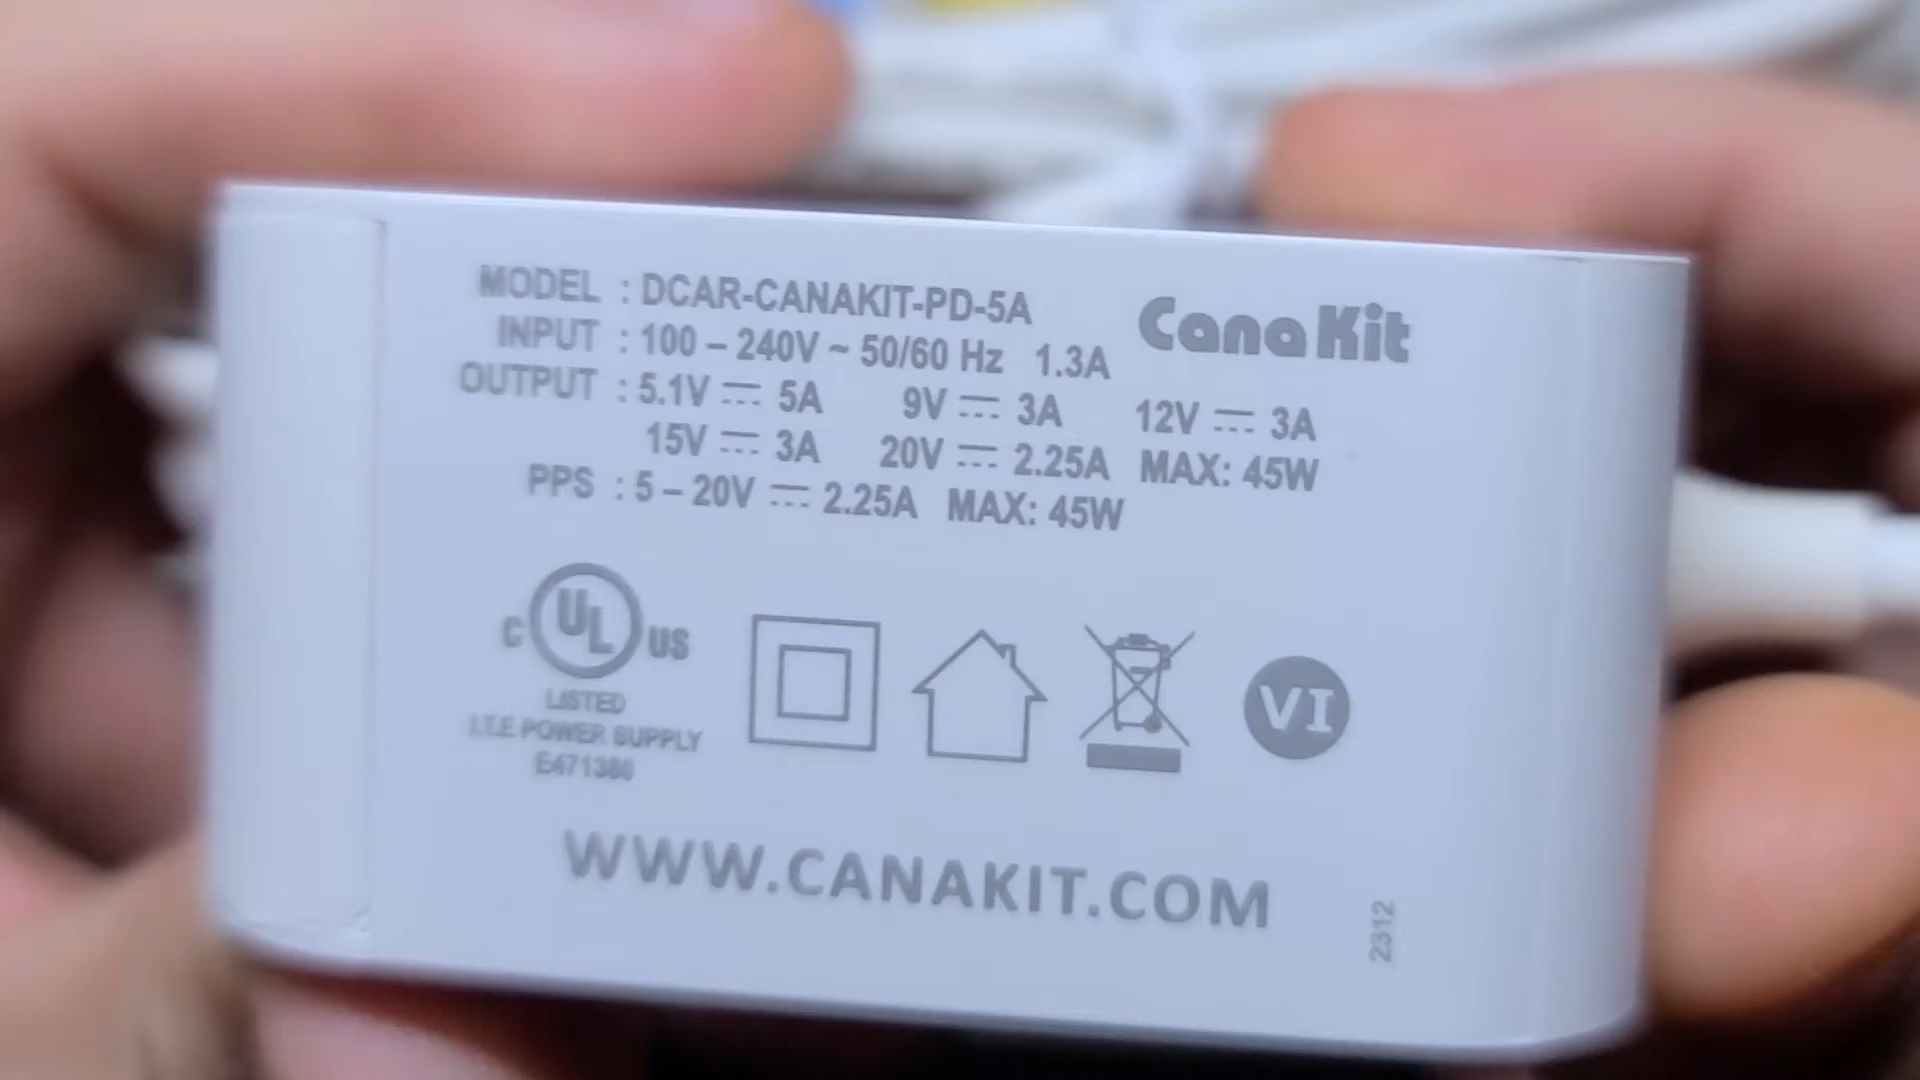 MODEL : DCAR-CANAKIT-PD-5A
CanaKit
INPUT : 100 – 240V ~ 50/60 Hz 1.3A
OUTPUT : 5.1V ⎓ 5A 9V ⎓ 3A 12V ⎓ 3A
15V ⎓ 3A 20V ⎓ 2.25A MAX: 45W
PPS : 5 – 20V ⎓ 2.25A MAX: 45W
C UL US
LISTED
I.T.E POWER SUPPLY
E471386
VI
WWW.CANAKIT.COM
2312